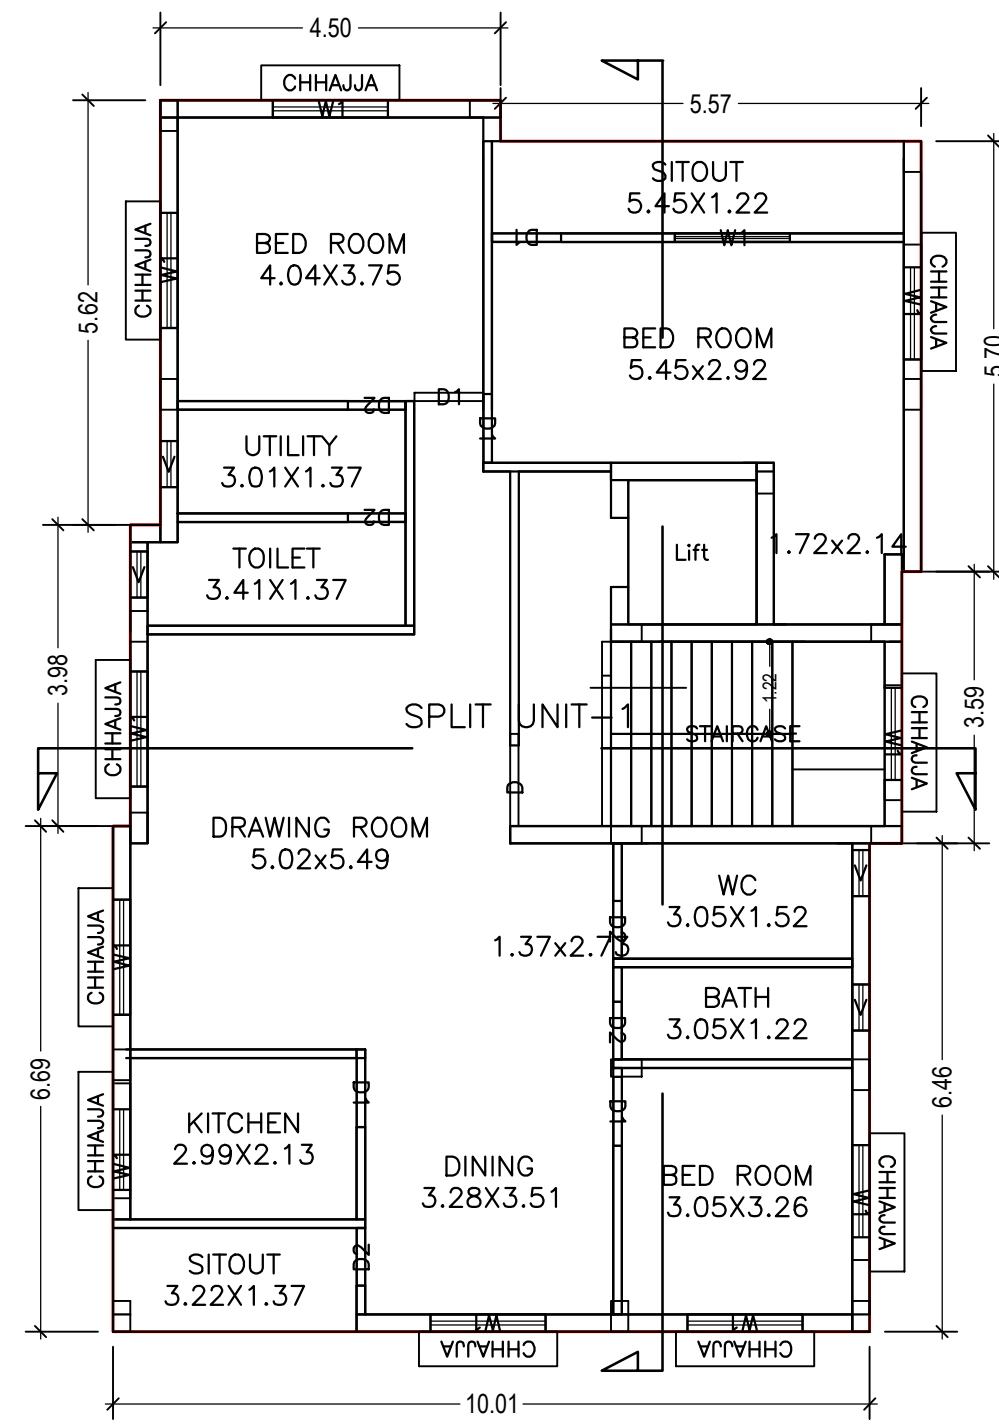 4.50
CHHAJJA
W1
5.57
5.62
CHHAJJA
W1
BED ROOM
4.04X3.75
SITOUT
5.45X1.22
D1
W1
CHHAJJA
W1
5.70
BED ROOM
5.45x2.92
D2
D1
D1
UTILITY
3.01X1.37
V
D2
TOILET
3.41X1.37
V
Lift
1.72x2.14
3.98
CHHAJJA
W1
SPLIT UNIT-1
1.22
STAIRCASE
W1
CHHAJJA
3.59
D
DRAWING ROOM
5.02x5.49
WC
3.05X1.52
V
CHHAJJA
W1
1.37x2.73
D2
BATH
3.05X1.22
V
D2
6.69
6.46
CHHAJJA
W1
KITCHEN
2.99X2.13
D1
D1
DINING
3.28X3.51
BED ROOM
3.05X3.26
W1
CHHAJJA
SITOUT
3.22X1.37
D2
W1
CHHAJJA
W1
CHHAJJA
10.01